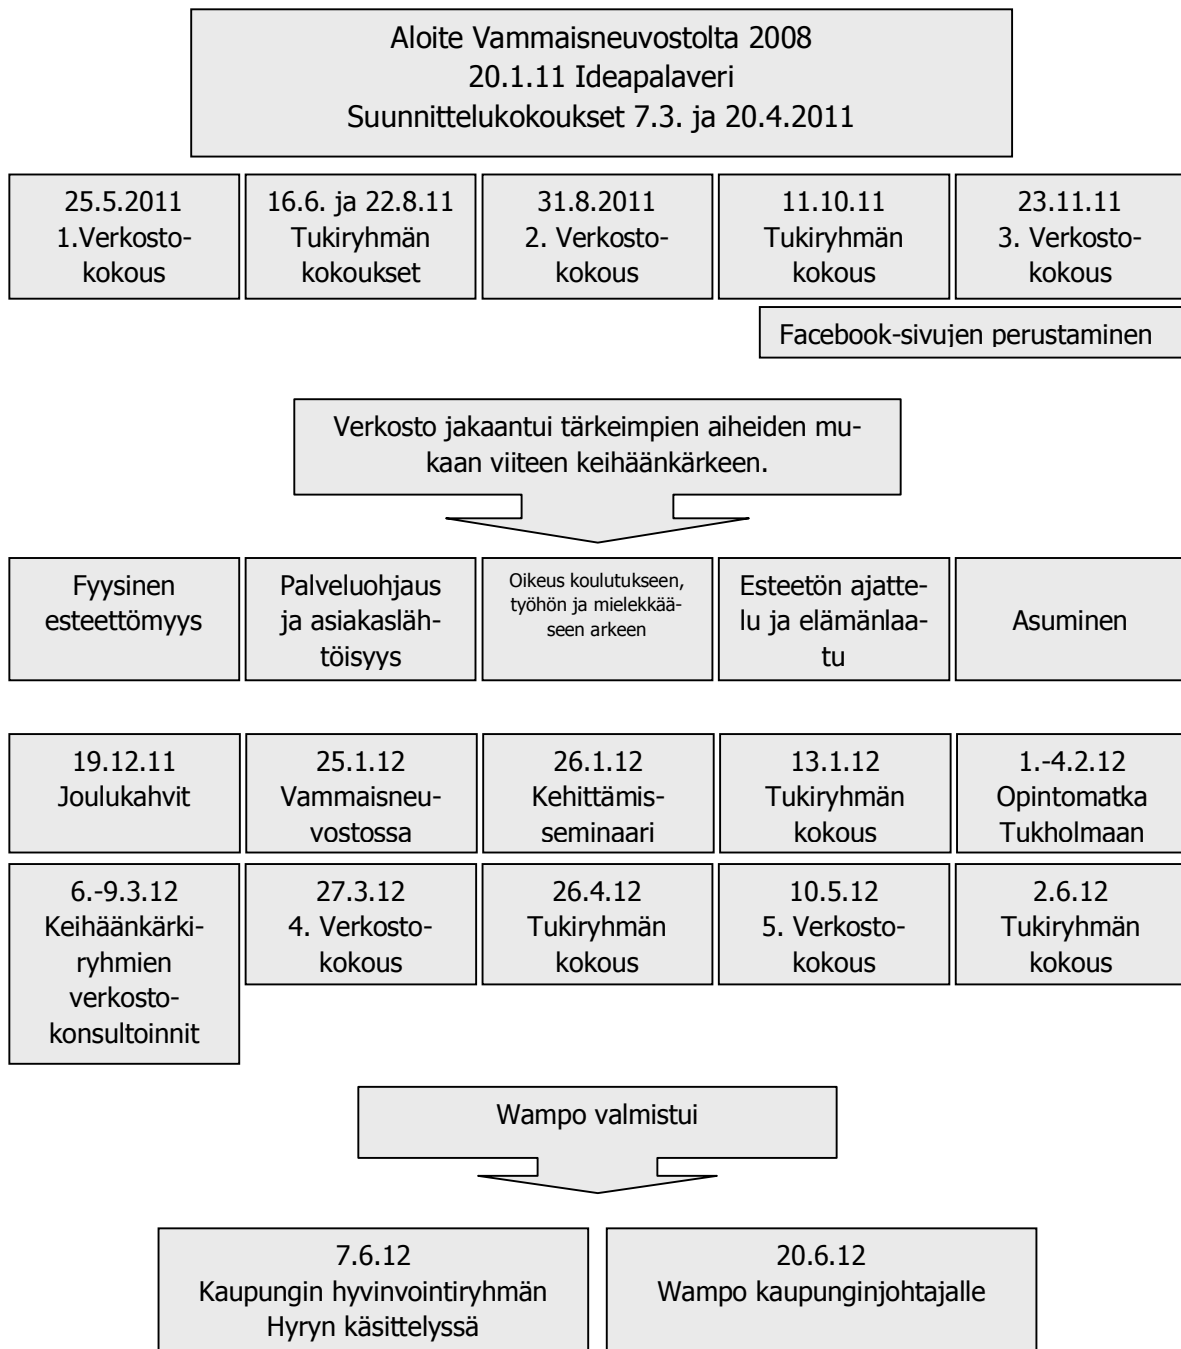 Aloite Vammaisneuvostolta 2008
20.1.11 Ideapalaveri
Suunnittelukokoukset 7.3. ja 20.4.2011
25.5.2011
1.Verkosto-
kokous
16.6. ja 22.8.11
Tukiryhmän
kokoukset
31.8.2011
2. Verkosto-
kokous
11.10.11
Tukiryhmän
kokous
23.11.11
3. Verkosto-
kokous
Facebook-sivujen perustaminen
Verkosto jakaantui tärkeimpien aiheiden mu-
kaan viiteen keihäänkärkeen.
Fyysinen
esteettömyys
Palveluohjaus
ja asiakasläh-
töisyys
Oikeus koulutukseen,
työhön ja mielekkää-
seen arkeen
Esteetön ajatte-
lu ja elämänlaa-
tu
Asuminen
19.12.11
Joulukahvit
25.1.12
Vammaisneu-
vostossa
26.1.12
Kehittämis-
seminaari
13.1.12
Tukiryhmän
kokous
1.-4.2.12
Opintomatka
Tukholmaan
6.-9.3.12
Keihäänkärki-
ryhmien
verkosto-
konsultoinnit
27.3.12
4. Verkosto-
kokous
26.4.12
Tukiryhmän
kokous
10.5.12
5. Verkosto-
kokous
2.6.12
Tukiryhmän
kokous
Wampo valmistui
7.6.12
Kaupungin hyvinvointiryhmän
Hyryn käsittelyssä
20.6.12
Wampo kaupunginjohtajalle